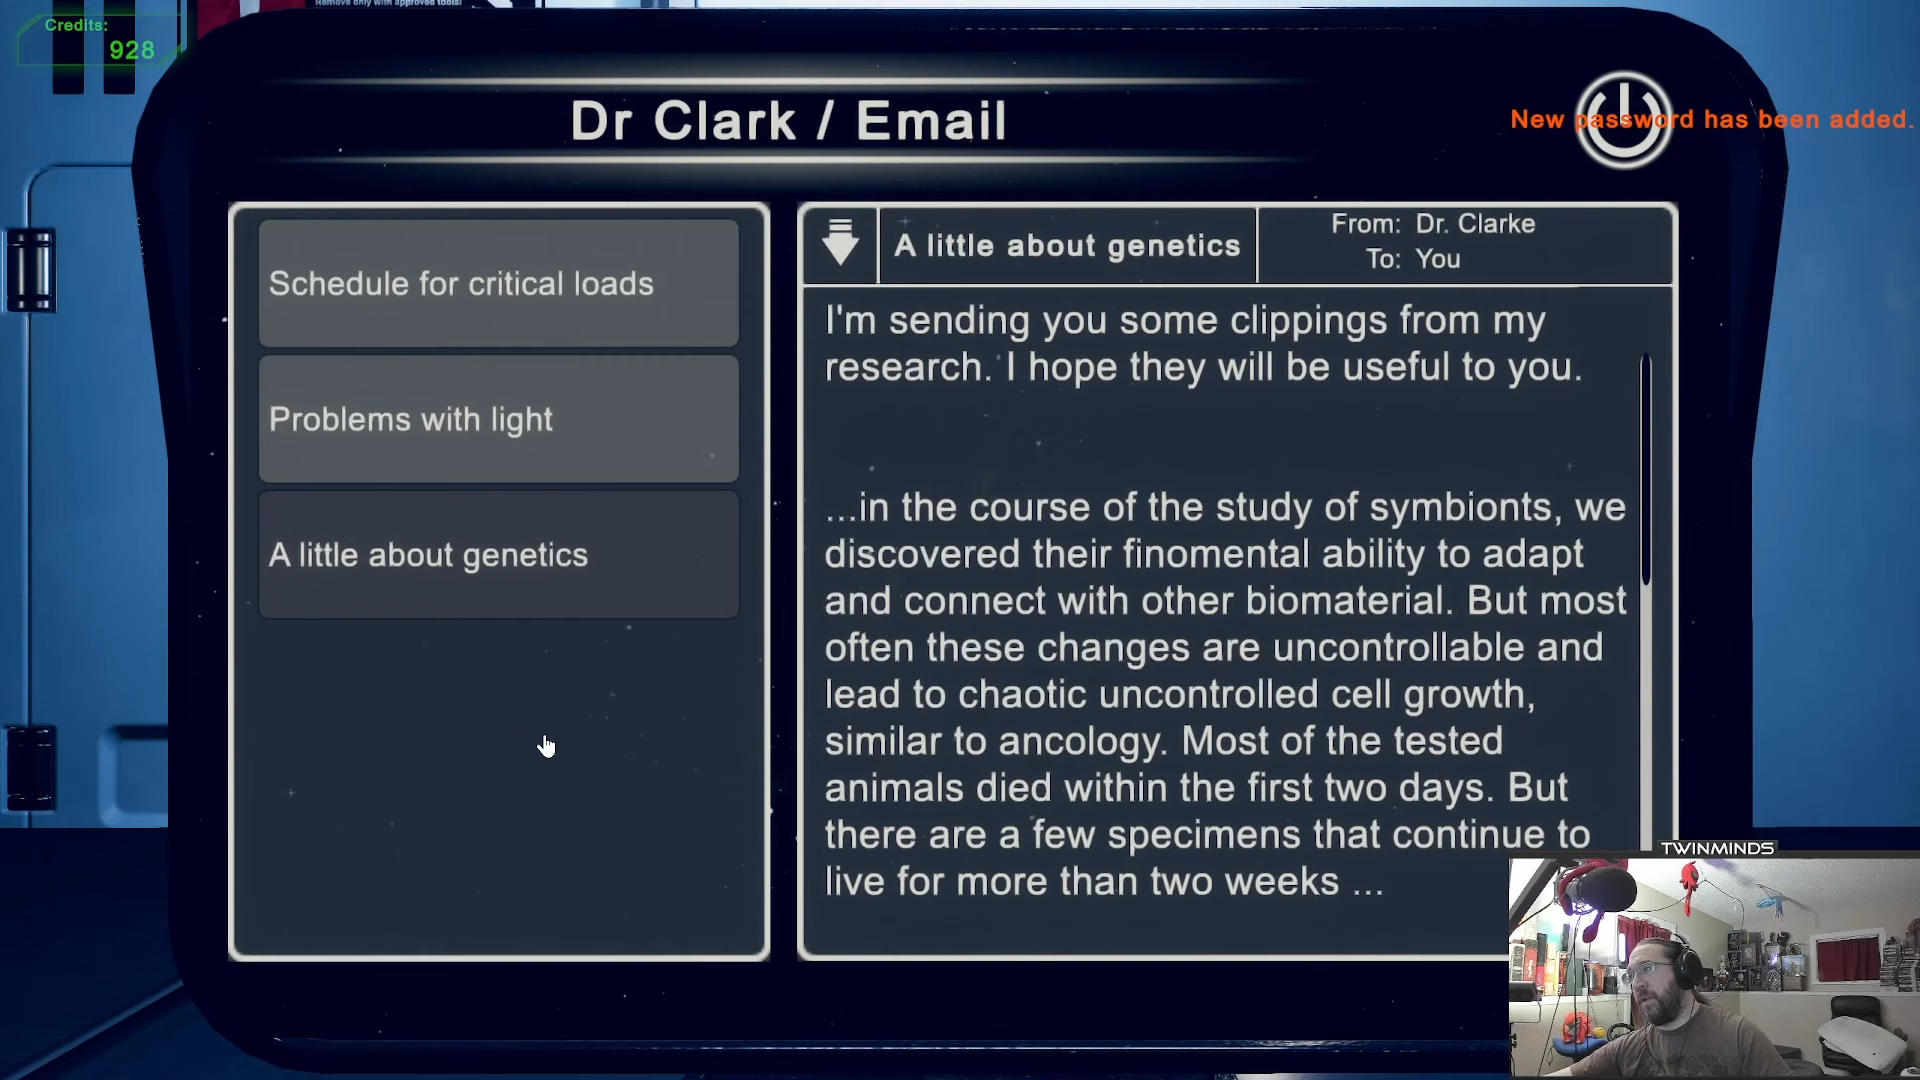 Remove only with approved tools!
Credits:
928
Dr Clark / Email
New password has been added.
Schedule for critical loads
Problems with light
A little about genetics
A little about genetics
From: Dr. Clarke
To: You
I'm sending you some clippings from my
research. I hope they will be useful to you.
...in the course of the study of symbionts, we
discovered their finomental ability to adapt
and connect with other biomaterial. But most
often these changes are uncontrollable and
lead to chaotic uncontrolled cell growth,
similar to ancology. Most of the tested
animals died within the first two days. But
there are a few specimens that continue to
live for more than two weeks ...
TWINMINDS